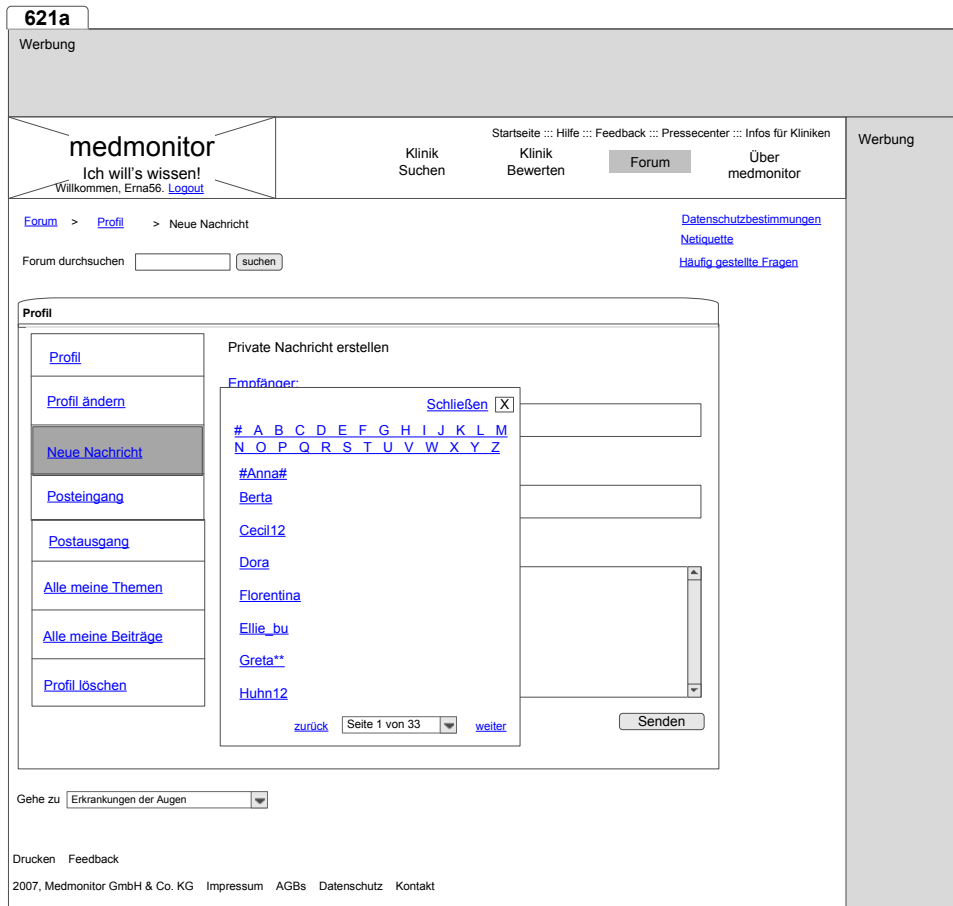 621a
Werbung
Werbung
medmonitor
Ich will's wissen!
Willkommen, Erna56. Logout
Startseite ::: Hilfe ::: Feedback ::: Pressecenter ::: Infos für Kliniken
Klinik
Suchen
Klinik
Bewerten
Forum
Über
medmonitor
Forum > Profil > Neue Nachricht
Datenschutzbestimmungen
Netiquette
Häufig gestellte Fragen
Forum durchsuchen suchen
Profil
Profil
Profil ändern
Neue Nachricht
Posteingang
Postausgang
Alle meine Themen
Alle meine Beiträge
Profil löschen
Private Nachricht erstellen
Empfänger:
Schließen X
# A B C D E F G H I J K L M
N O P Q R S T U V W X Y Z
#Anna#
Berta
Cecil12
Dora
Florentina
Ellie_bu
Greta**
Huhn12
zurück Seite 1 von 33 weiter
Senden
Gehe zu Erkrankungen der Augen
Drucken Feedback
2007, Medmonitor GmbH & Co. KG Impressum AGBs Datenschutz Kontakt